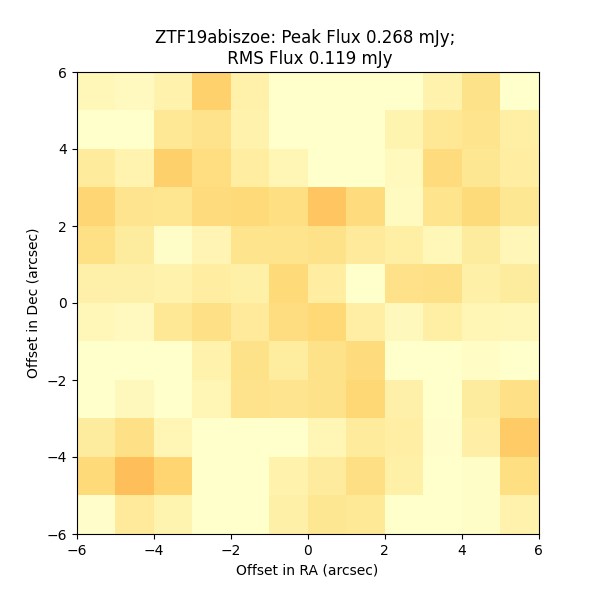 ZTF19abiszoe: Peak Flux 0.268 mJy;
RMS Flux 0.119 mJy
6
4
2
0
−2
−4
−6
Offset in Dec (arcsec)
−6 −4 −2 0 2 4 6
Offset in RA (arcsec)